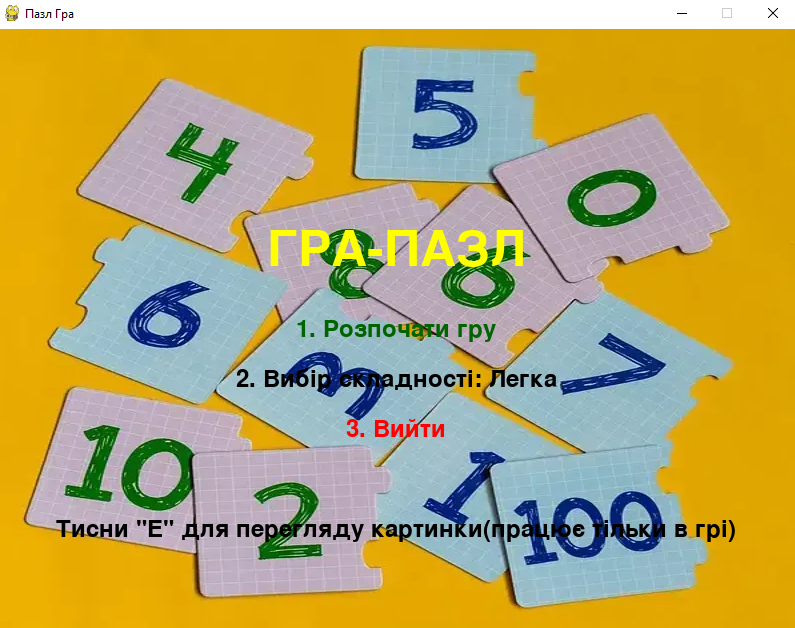 Пазл Гра
5
4
0
8
6
ГРА-ПАЗЛ
6
1. Розпочати гру
3
7
2. Вибір складності: Легка
3. Вийти
10
2
1
100
Тисни "Е" для перегляду картинки(працює тільки в грі)